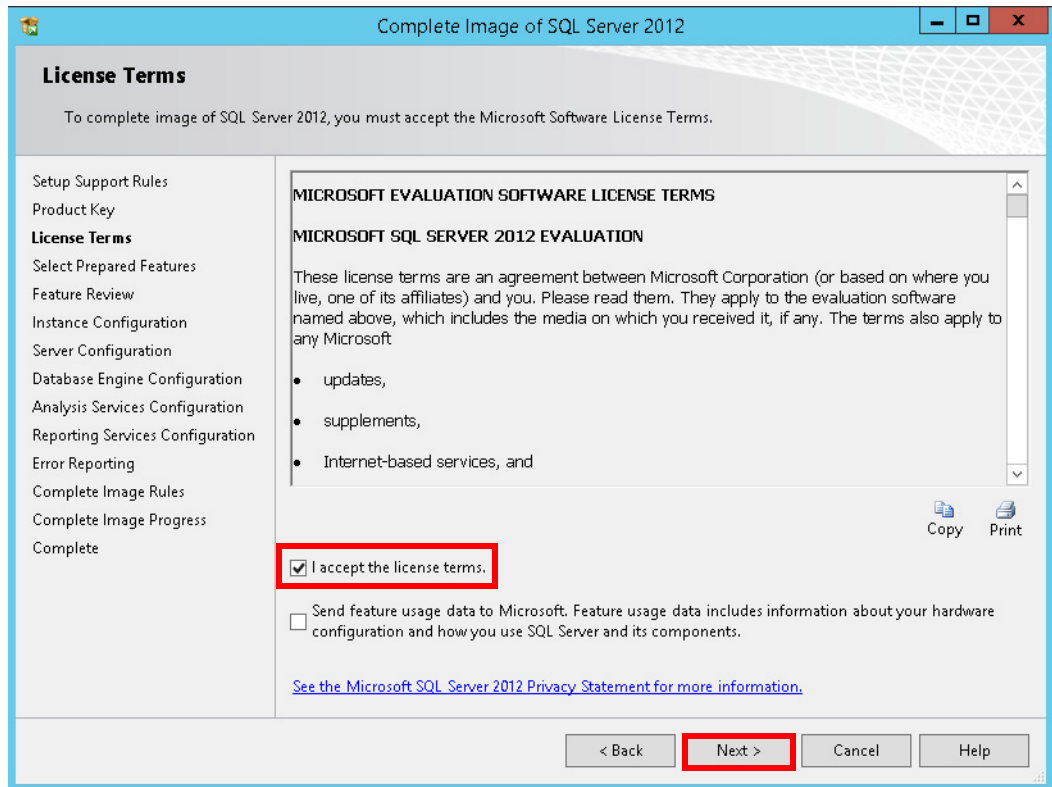 Complete Image of SQL Server 2012
License Terms
To complete image of SQL Server 2012, you must accept the Microsoft Software License Terms.
Setup Support Rules
Product Key
License Terms
Select Prepared Features
Feature Review
Instance Configuration
Server Configuration
Database Engine Configuration
Analysis Services Configuration
Reporting Services Configuration
Error Reporting
Complete Image Rules
Complete Image Progress
Complete
MICROSOFT EVALUATION SOFTWARE LICENSE TERMS
MICROSOFT SQL SERVER 2012 EVALUATION
These license terms are an agreement between Microsoft Corporation (or based on where you
live, one of its affiliates) and you. Please read them. They apply to the evaluation software
named above, which includes the media on which you received it, if any. The terms also apply to
any Microsoft
• updates,
• supplements,
• Internet-based services, and
Copy Print
I accept the license terms.
Send feature usage data to Microsoft. Feature usage data includes information about your hardware
configuration and how you use SQL Server and its components.
See the Microsoft SQL Server 2012 Privacy Statement for more information.
< Back Next > Cancel Help